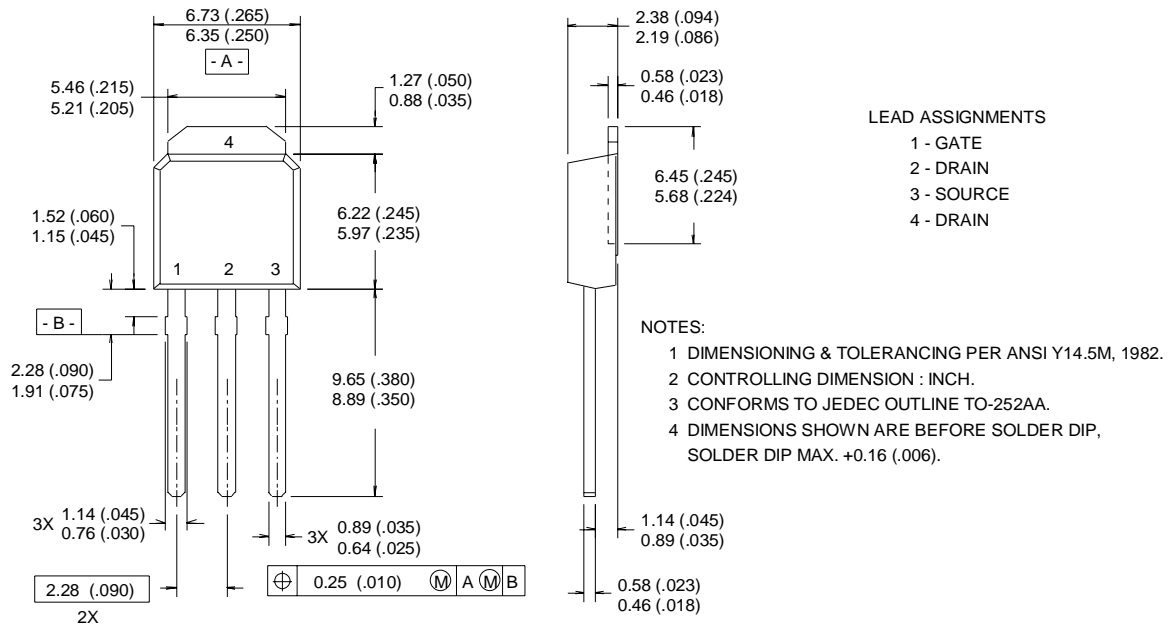 6.73 (.265)
6.35 (.250)
- A -
5.46 (.215)
5.21 (.205)
1.27 (.050)
0.88 (.035)
4
1.52 (.060)
1.15 (.045)
6.22 (.245)
5.97 (.235)
1 2 3
- B -
2.28 (.090)
1.91 (.075)
9.65 (.380)
8.89 (.350)
3X 1.14 (.045)
0.76 (.030)
3X 0.89 (.035)
0.64 (.025)
2.28 (.090)
2X
⌖ 0.25 (.010) Ⓜ A Ⓜ B
2.38 (.094)
2.19 (.086)
0.58 (.023)
0.46 (.018)
6.45 (.245)
5.68 (.224)
1.14 (.045)
0.89 (.035)
0.58 (.023)
0.46 (.018)
LEAD ASSIGNMENTS
1 - GATE
2 - DRAIN
3 - SOURCE
4 - DRAIN
NOTES:
1 DIMENSIONING & TOLERANCING PER ANSI Y14.5M, 1982.
2 CONTROLLING DIMENSION : INCH.
3 CONFORMS TO JEDEC OUTLINE TO-252AA.
4 DIMENSIONS SHOWN ARE BEFORE SOLDER DIP,
SOLDER DIP MAX. +0.16 (.006).